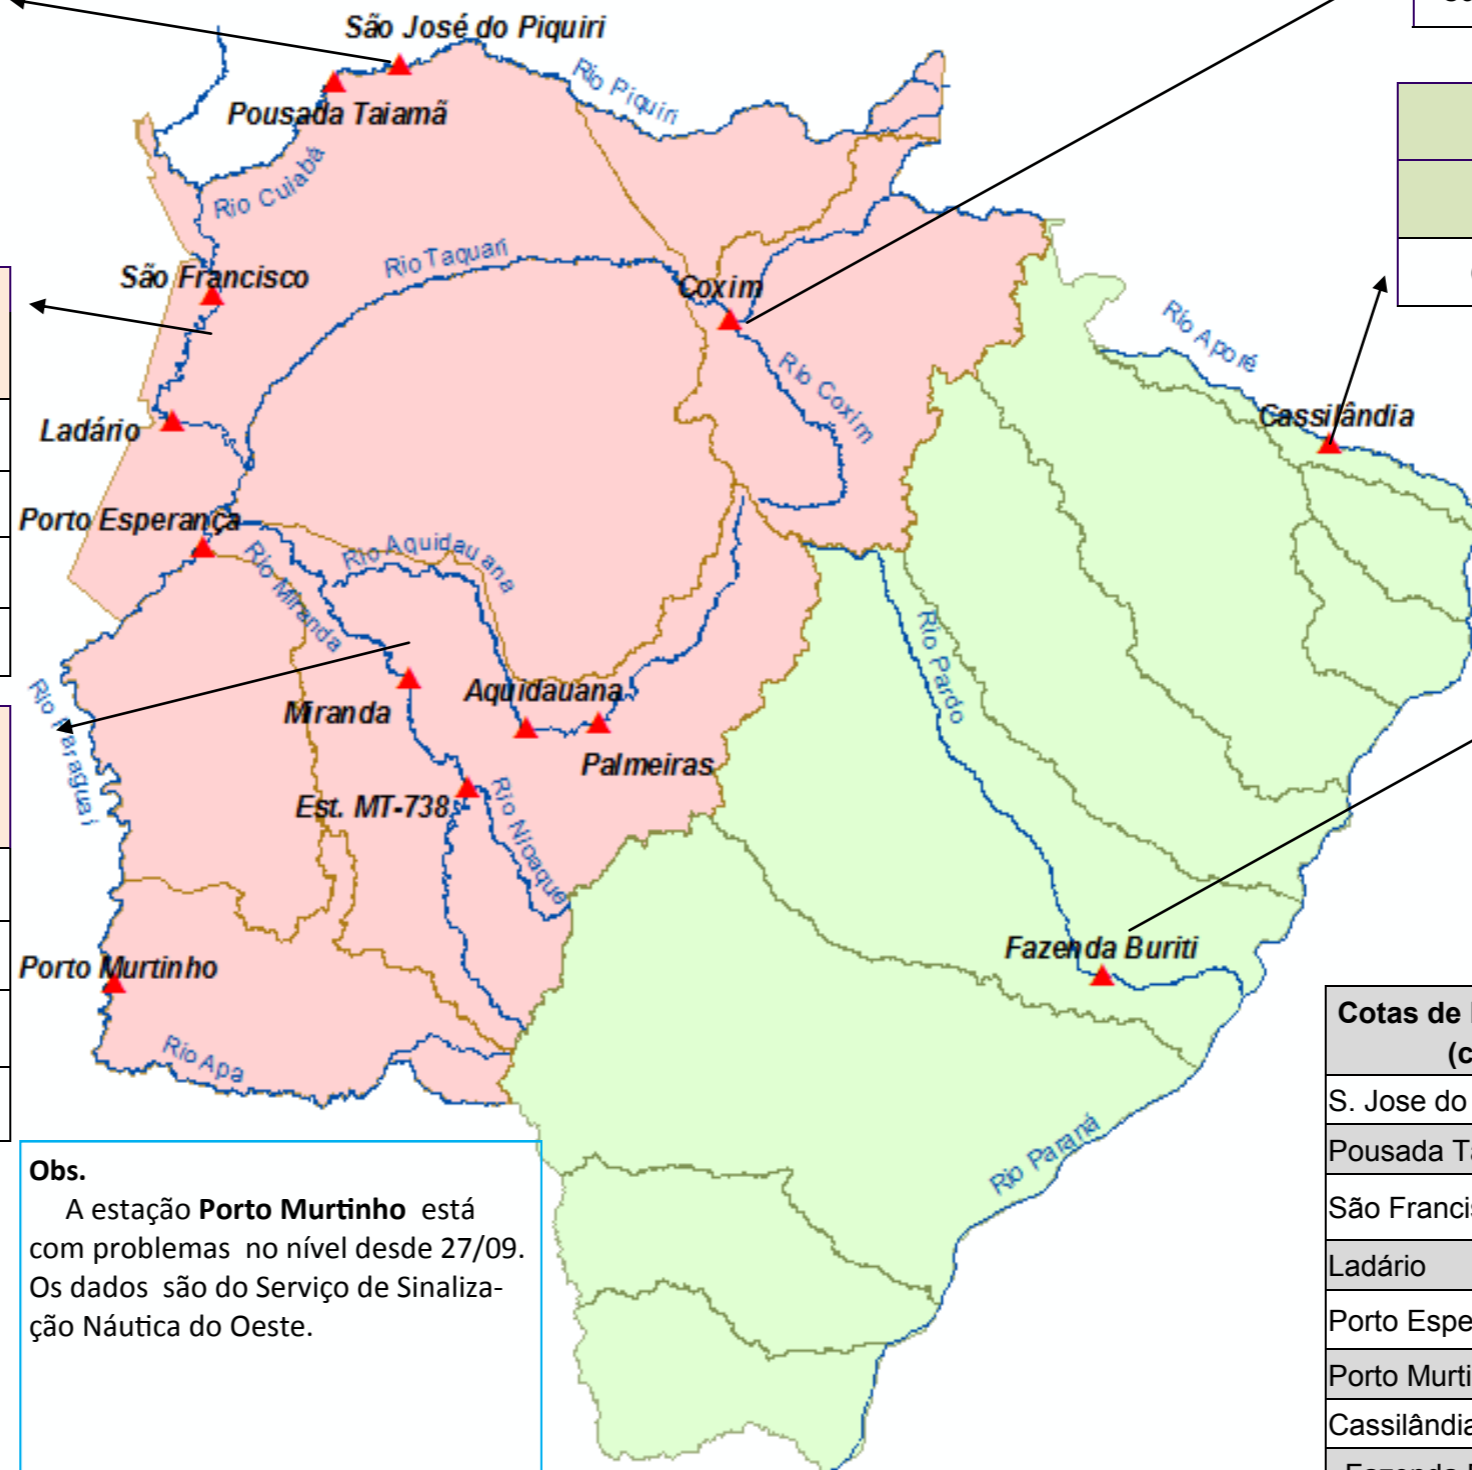 São José do Piquiri
Rio Piquiri
Pousada Taiamã
Rio Cuiabá
Rio Taquari
São Francisco
Coxim
Rio Aporé
Rio Coxim
Cassilândia
Ladário
Porto Esperança
Rio Aquidauana
Rio Miranda
Rio Pardo
Rio Paraguai
Aquidauana
Miranda
Palmeiras
Est. MT-738
Rio Nioaque
Fazenda Buriti
Porto Murtinho
Rio Apa
Rio Paraná
Cotas de
(c
S. Jose do
Pousada Ta
São Francis
Ladário
Porto Espe
Porto Murti
Cassilândia
Obs.
A estação Porto Murtinho está
com problemas no nível desde 27/09.
Os dados são do Serviço de Sinaliza-
ção Náutica do Oeste.